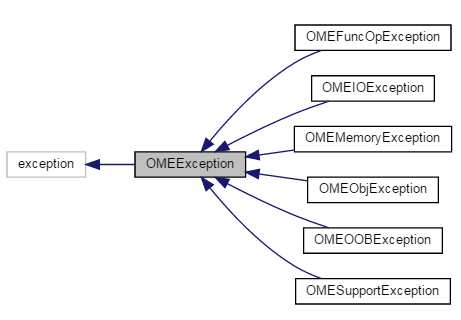 OMEFuncOpException
OMEIOException
OMEMemoryException
exception
OMEException
OMEObjException
OMEOOBException
OMESupportException